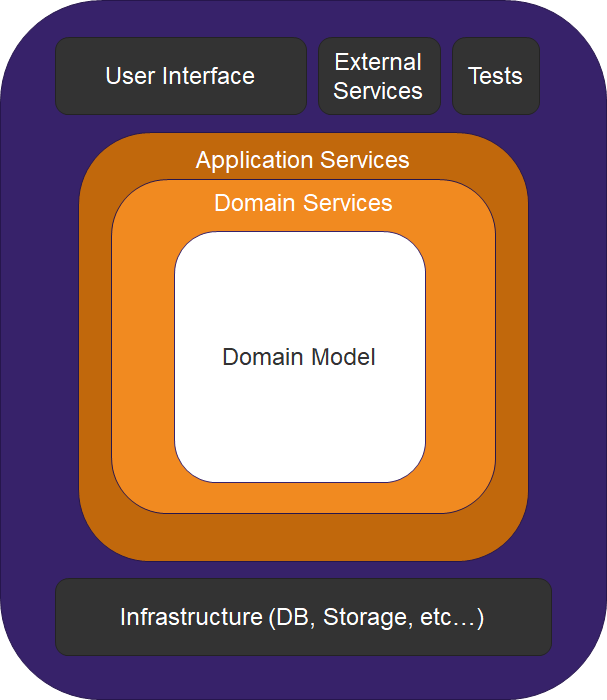 User Interface
External
Services
Tests
Application Services
Domain Services
Domain Model
Infrastructure (DB, Storage, etc…)